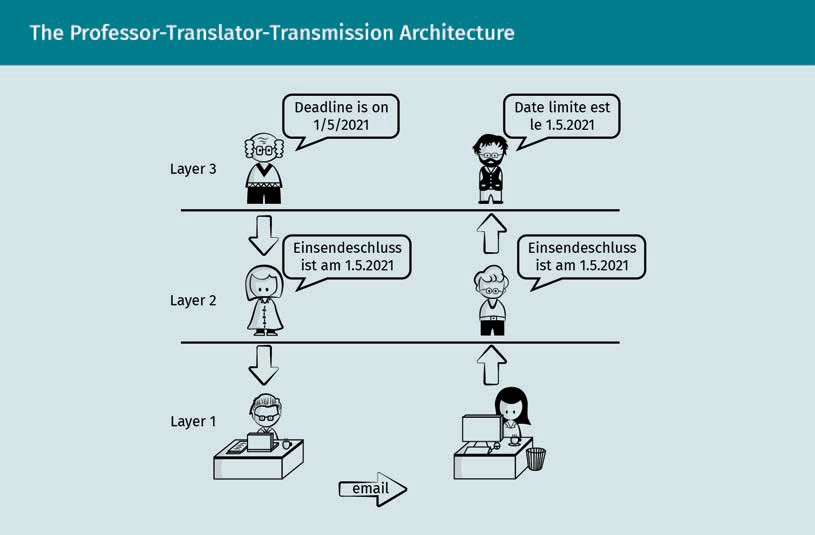 The Professor-Translator-Transmission Architecture
Deadline is on
1/5/2021
Date limite est
le 1.5.2021
Layer 3
Einsendeschluss
ist am 1.5.2021
Einsendeschluss
ist am 1.5.2021
Layer 2
Layer 1
email